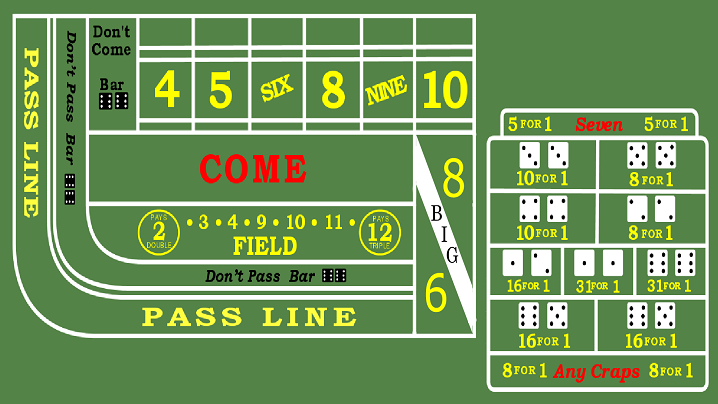 PASS LINE
Don't Pass Bar
Don't
Come
Bar
4 5 SIX 8 NINE 10
COME
PAYS
2
DOUBLE
• 3 • 4 • 9 • 10 • 11 •
FIELD
PAYS
12
TRIPLE
Don't Pass Bar
PASS LINE
8
BIG
6
5 FOR 1 Seven 5 FOR 1
10 FOR 1 8 FOR 1
10 FOR 1 8 FOR 1
16 FOR 1 31 FOR 1 31 FOR 1
16 FOR 1 16 FOR 1
8 FOR 1 Any Craps 8 FOR 1